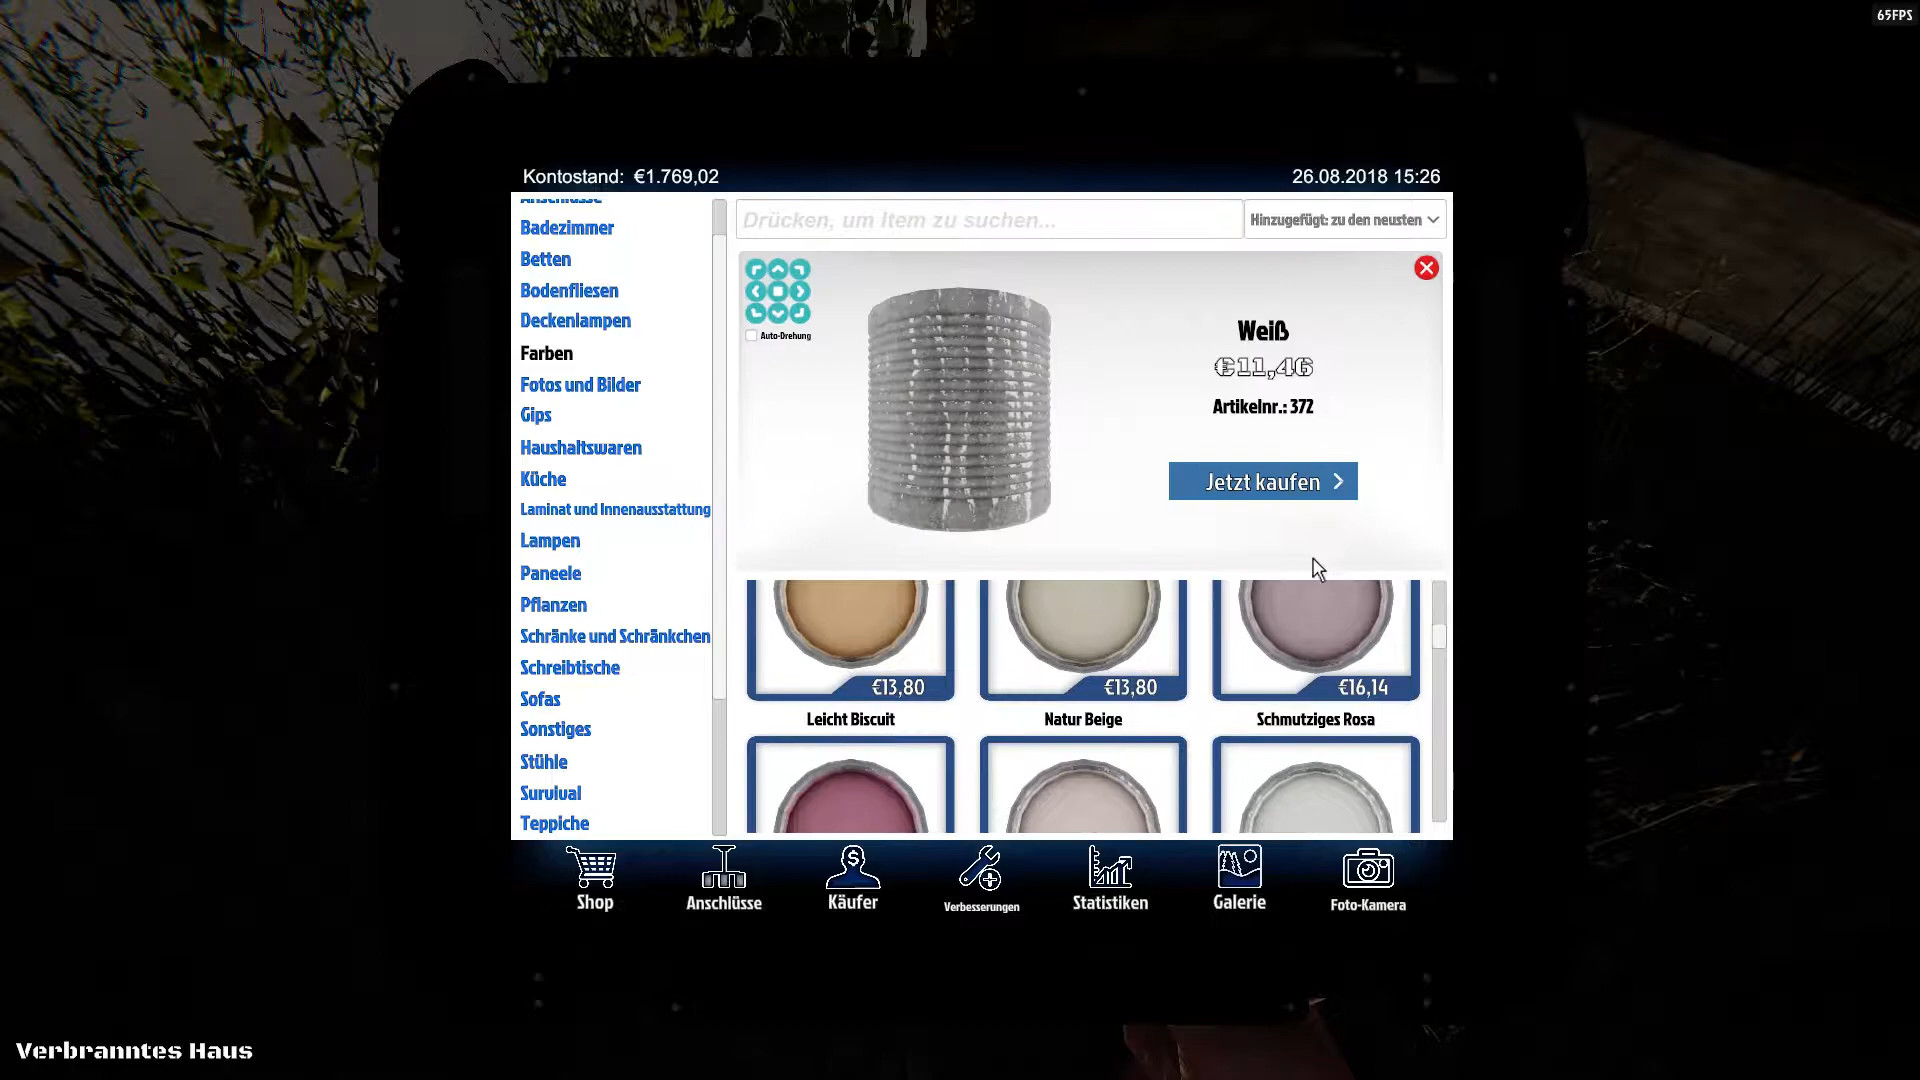 65FPS
Kontostand: €1.769,02
26.08.2018 15:26
Anschlüsse
Badezimmer
Betten
Bodenfliesen
Deckenlampen
Farben
Fotos und Bilder
Gips
Haushaltswaren
Küche
Laminat und Innenausstattung
Lampen
Paneele
Pflanzen
Schränke und Schränkchen
Schreibtische
Sofas
Sonstiges
Stühle
Survival
Teppiche
Drücken, um Item zu suchen...
Hinzugefügt: zu den neusten
Auto-Drehung
Weiß
€11,46
Artikelnr.: 372
Jetzt kaufen
€13,80
€13,80
€16,14
Leicht Biscuit
Natur Beige
Schmutziges Rosa
Shop
Anschlüsse
Käufer
Verbesserungen
Statistiken
Galerie
Foto-Kamera
Verbranntes Haus